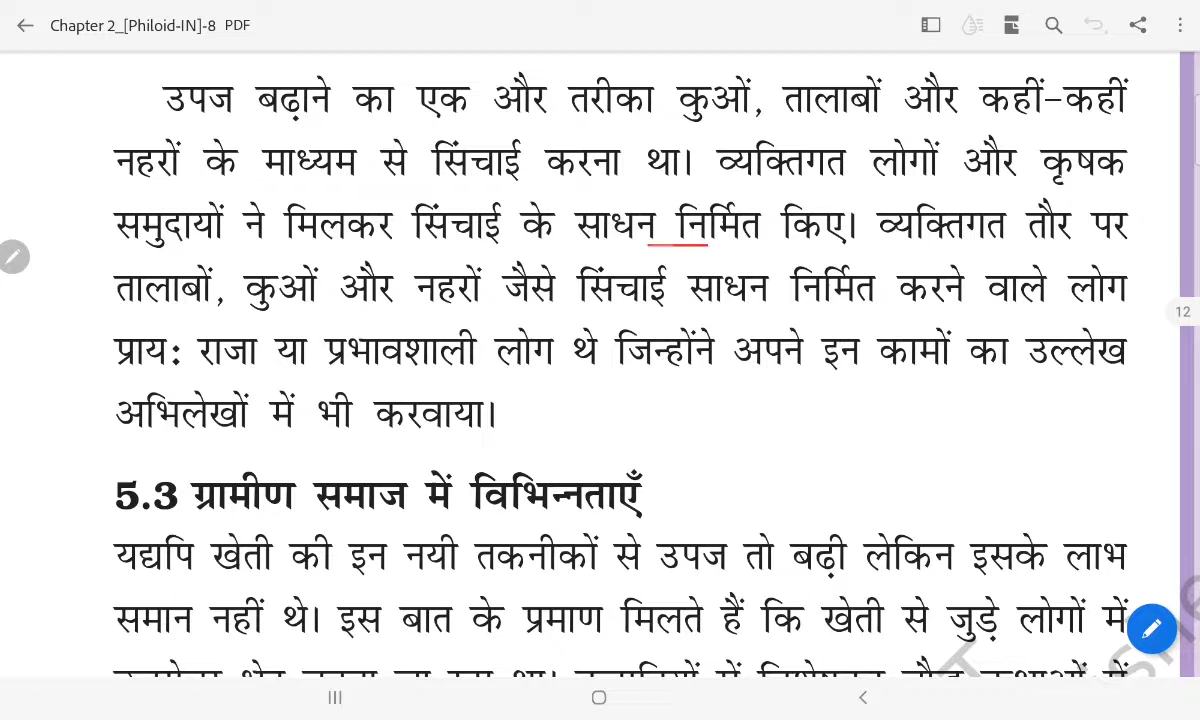 Chapter 2_[Philoid-IN]-8 PDF
उपज बढ़ाने का एक और तरीका कुओं, तालाबों और कहीं-कहीं
नहरों के माध्यम से सिंचाई करना था। व्यक्तिगत लोगों और कृषक
समुदायों ने मिलकर सिंचाई के साधन निर्मित किए। व्यक्तिगत तौर पर
तालाबों, कुओं और नहरों जैसे सिंचाई साधन निर्मित करने वाले लोग
12
प्राय: राजा या प्रभावशाली लोग थे जिन्होंने अपने इन कामों का उल्लेख
अभिलेखों में भी करवाया।
5.3 ग्रामीण समाज में विभिन्नताएँ
यद्यपि खेती की इन नयी तकनीकों से उपज तो बढ़ी लेकिन इसके लाभ
समान नहीं थे। इस बात के प्रमाण मिलते हैं कि खेती से जुड़े लोगों में